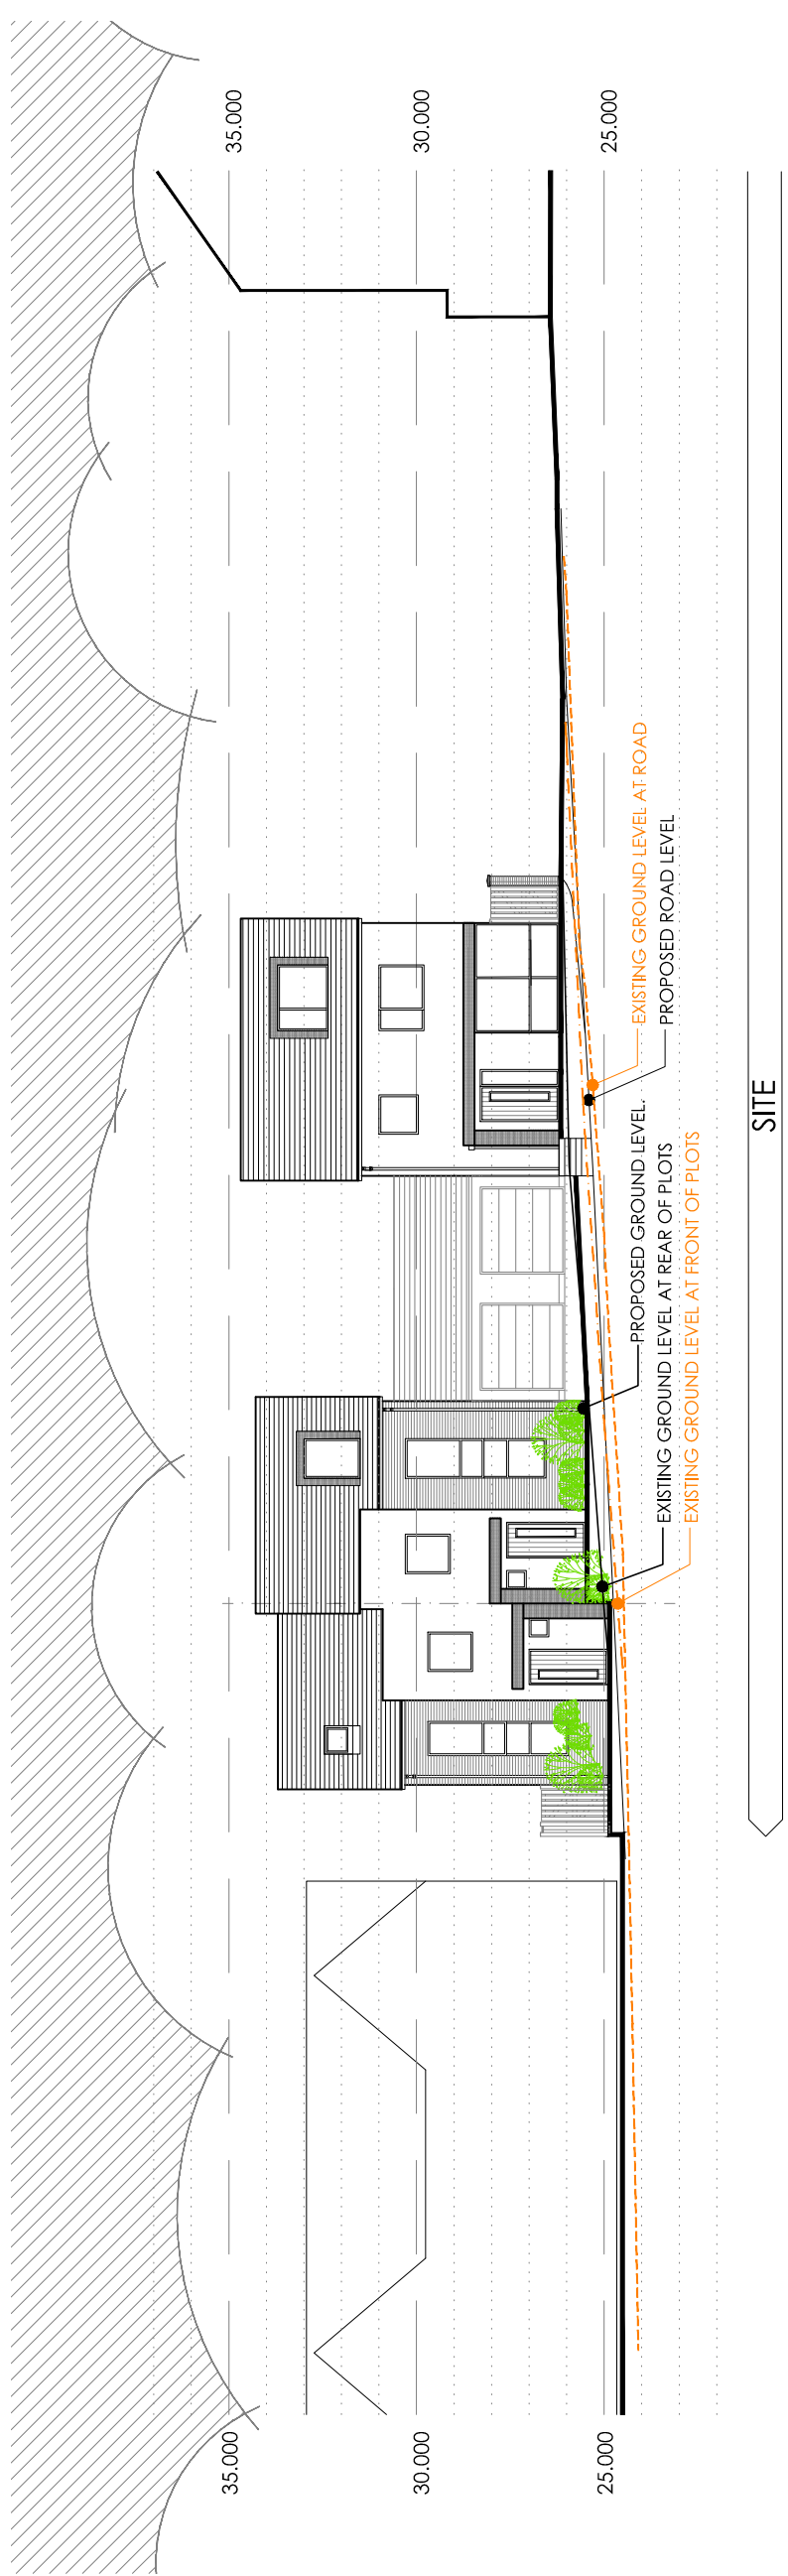 35.000
35.000
30.000
30.000
25.000
25.000
PROPOSED GROUND LEVEL.
EXISTING GROUND LEVEL AT ROAD
EXISTING GROUND LEVEL AT REAR OF PLOTS
PROPOSED ROAD LEVEL
EXISTING GROUND LEVEL AT FRONT OF PLOTS
SITE